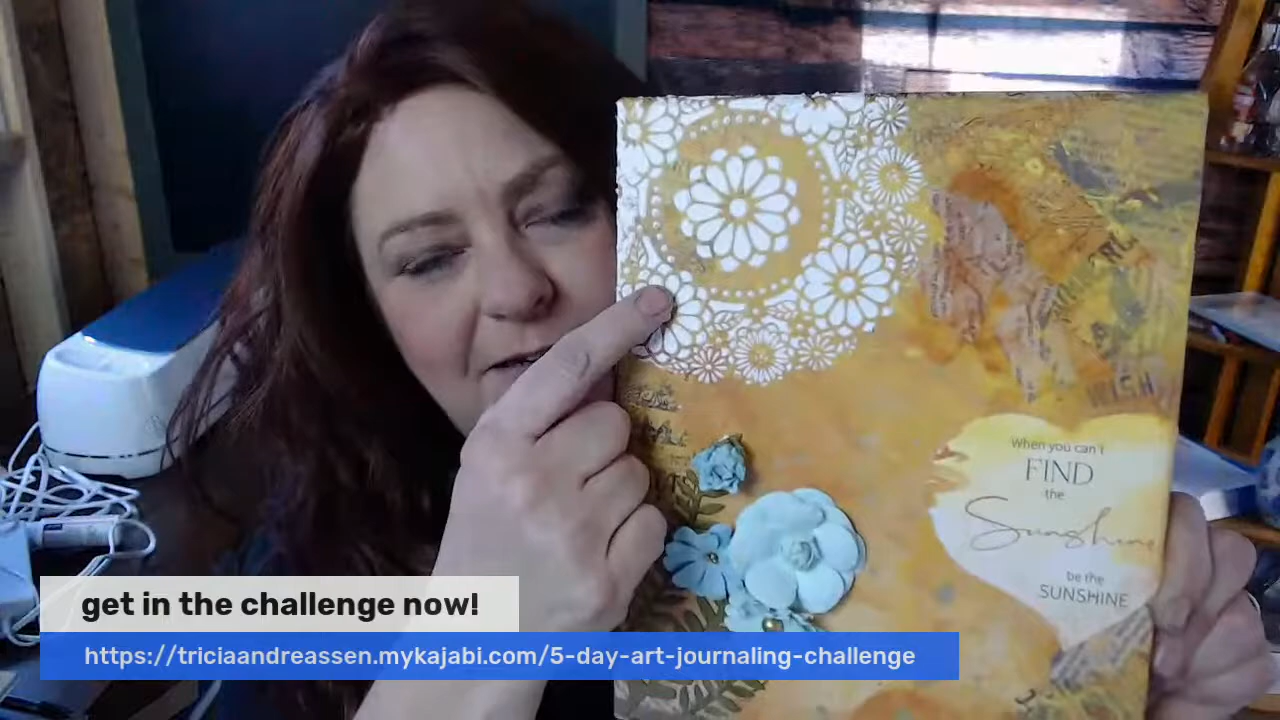 WISH
When you can't
FIND
the
Sunshine
be the
SUNSHINE
get in the challenge now!
https://triciaandreassen.mykajabi.com/5-day-art-journaling-challenge